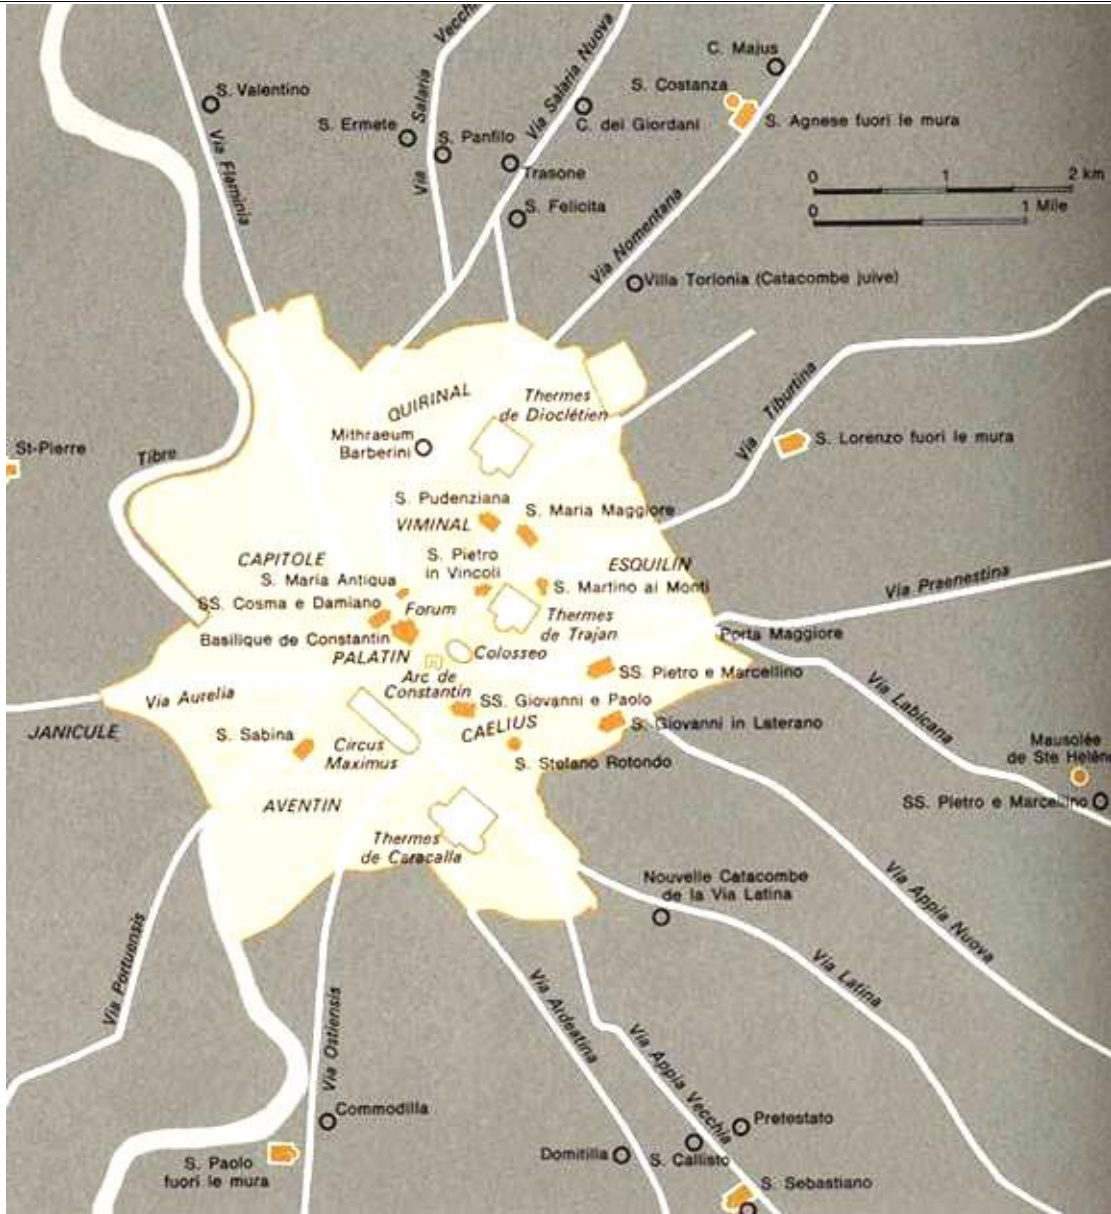 Vecchia
Via Salaria
Via Salaria Nuova
C. Majus
S. Costanza
S. Valentino
S. Ermete
S. Panfilo
C. dei Giordani
S. Agnese fuori le mura
Via Flaminia
Trasone
0 1 2 km
0 1 Mile
S. Felicita
Via Nomentana
Villa Torlonia (Catacombe juive)
QUIRINAL
Thermes
de Dioclétien
Via Tiburtina
Mithraeum
Barberini
St-Pierre
Tibre
S. Lorenzo fuori le mura
S. Pudenziana
VIMINAL
S. Maria Maggiore
CAPITOLE
S. Pietro
in Vincoli
ESQUILIN
S. Maria Antiqua
S. Martino ai Monti
Via Praenestina
SS. Cosma e Damiano
Forum
Thermes
de Trajan
Basilique de Constantin
Porta Maggiore
PALATIN
Colosseo
Arc de
Constantin
SS. Pietro e Marcellino
Via Aurelia
SS. Giovanni e Paolo
Via Labicana
JANICULE
S. Sabina
Circus
Maximus
CAELIUS
S. Giovanni in Laterano
S. Stefano Rotondo
Mausolée
de Ste Hélène
SS. Pietro e Marcellino
AVENTIN
Thermes
de Caracalla
Nouvelle Catacombe
de la Via Latina
Via Appia Nuova
Via Portuensis
Via Latina
Via Ostiensis
Via Ardeatina
Via Appia Vecchia
Commodilla
Pretestato
S. Paolo
fuori le mura
Domitilla
S. Callisto
S. Sebastiano